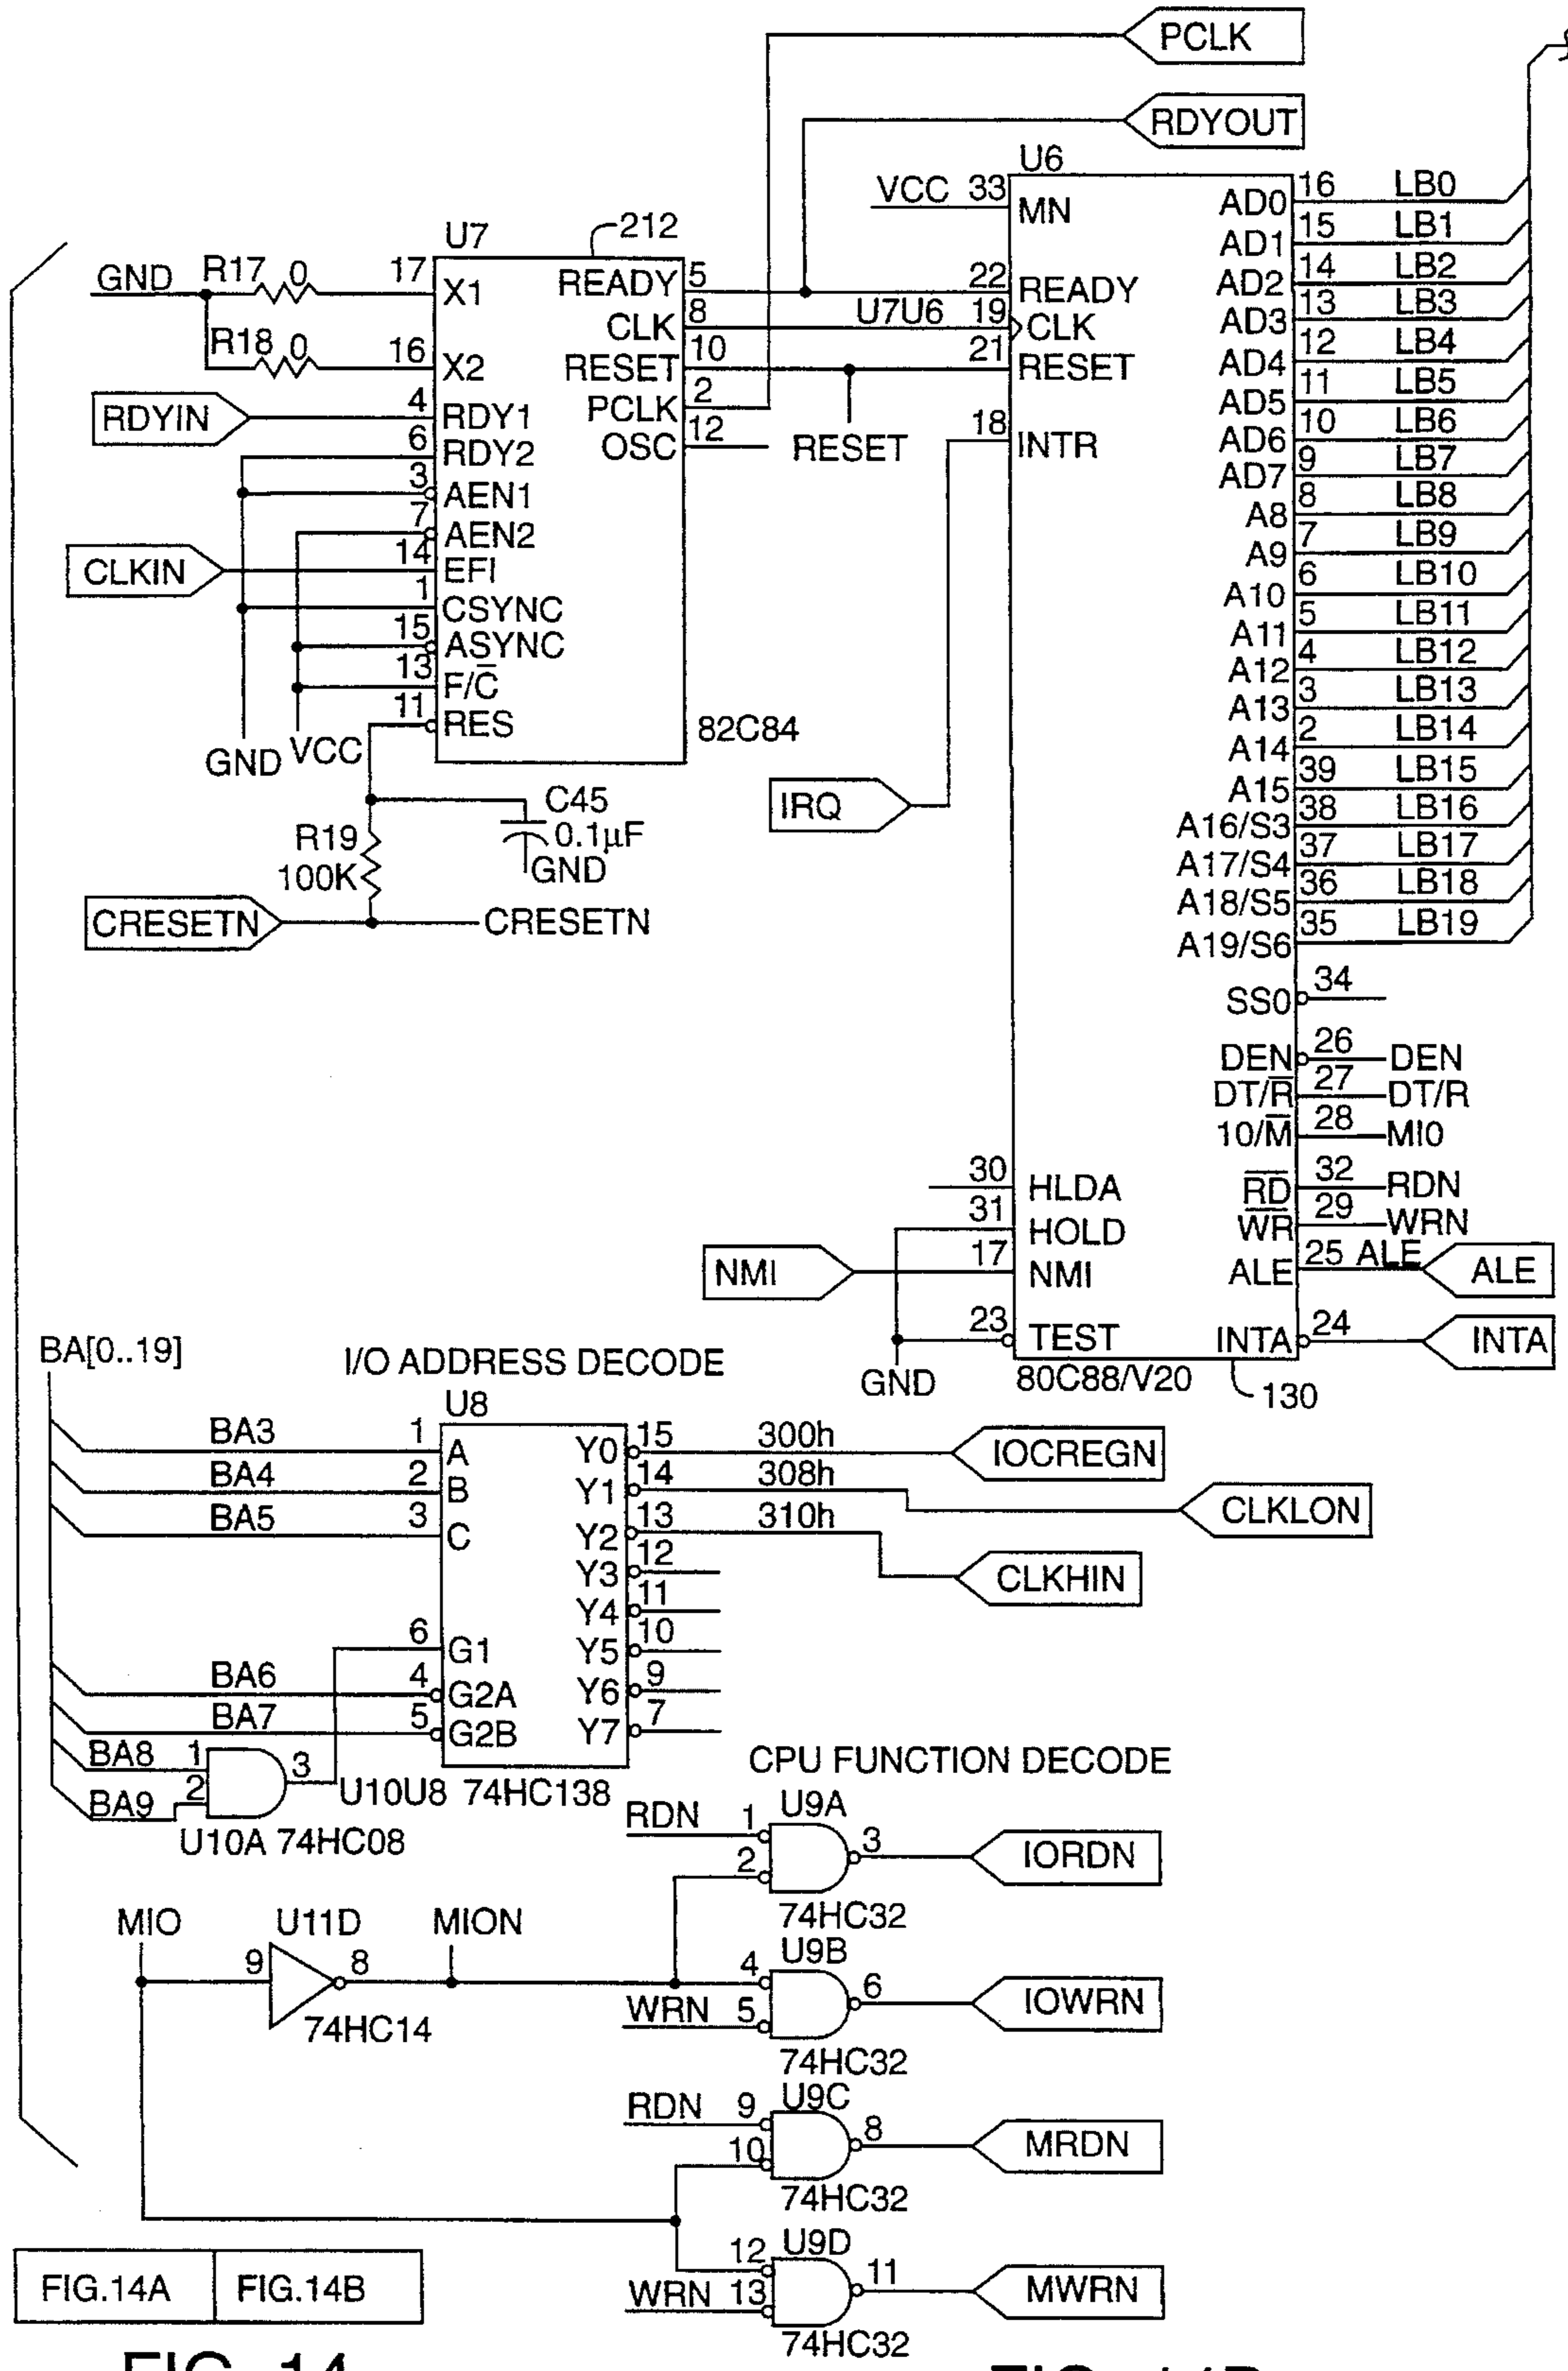 PCLK
RDYOUT
U6
VCC 33 MN
AD0 16 LB0
AD1 15 LB1
AD2 14 LB2
AD3 13 LB3
AD4 12 LB4
AD5 11 LB5
AD6 10 LB6
AD7 9 LB7
A8 8 LB8
A9 7 LB9
A10 6 LB10
A11 5 LB11
A12 4 LB12
A13 3 LB13
A14 2 LB14
A15 39 LB15
A16/S3 38 LB16
A17/S4 37 LB17
A18/S5 36 LB18
A19/S6 35 LB19
SS0 34
DEN 26 DEN
DT/R̅ 27 DT/R
10/M̅ 28 MI0
R̅D̅ 32 RDN
W̅R̅ 29 WRN
ALE 25 ALE ALE
INTA 24 INTA
22 READY
U7U6 19 CLK
21 RESET
18 INTR
IRQ
30 HLDA
31 HOLD
NMI 17 NMI
23 TEST
GND
80C88/V20
130
U7
212
GND R17 0 17 X1
R18 0 16 X2
RDYIN 4 RDY1
6 RDY2
3 AEN1
7 AEN2
CLKIN 14 EFI
1 CSYNC
15 ASYNC
13 F/C̅
11 RES
READY 5
CLK 8
RESET 10
PCLK 2
OSC 12
RESET
82C84
GND VCC
C45
0.1µF
GND
R19
100K
CRESETN CRESETN
BA[0..19]
I/O ADDRESS DECODE
U8
BA3 1 A
BA4 2 B
BA5 3 C
6 G1
BA6 4 G2A
BA7 5 G2B
BA8 1
BA9 2
3
Y0 15 300h IOCREGN
Y1 14 308h CLKLON
Y2 13 310h CLKHIN
Y3 12
Y4 11
Y5 10
Y6 9
Y7 7
U10U8 74HC138
U10A 74HC08
CPU FUNCTION DECODE
U9A
RDN 1
2
3 IORDN
74HC32
MIO U11D MION
9 8
74HC14
U9B
4
WRN 5
6 IOWRN
74HC32
U9C
RDN 9
10
8 MRDN
74HC32
U9D
12
WRN 13
11 MWRN
74HC32
FIG.14A FIG.14B